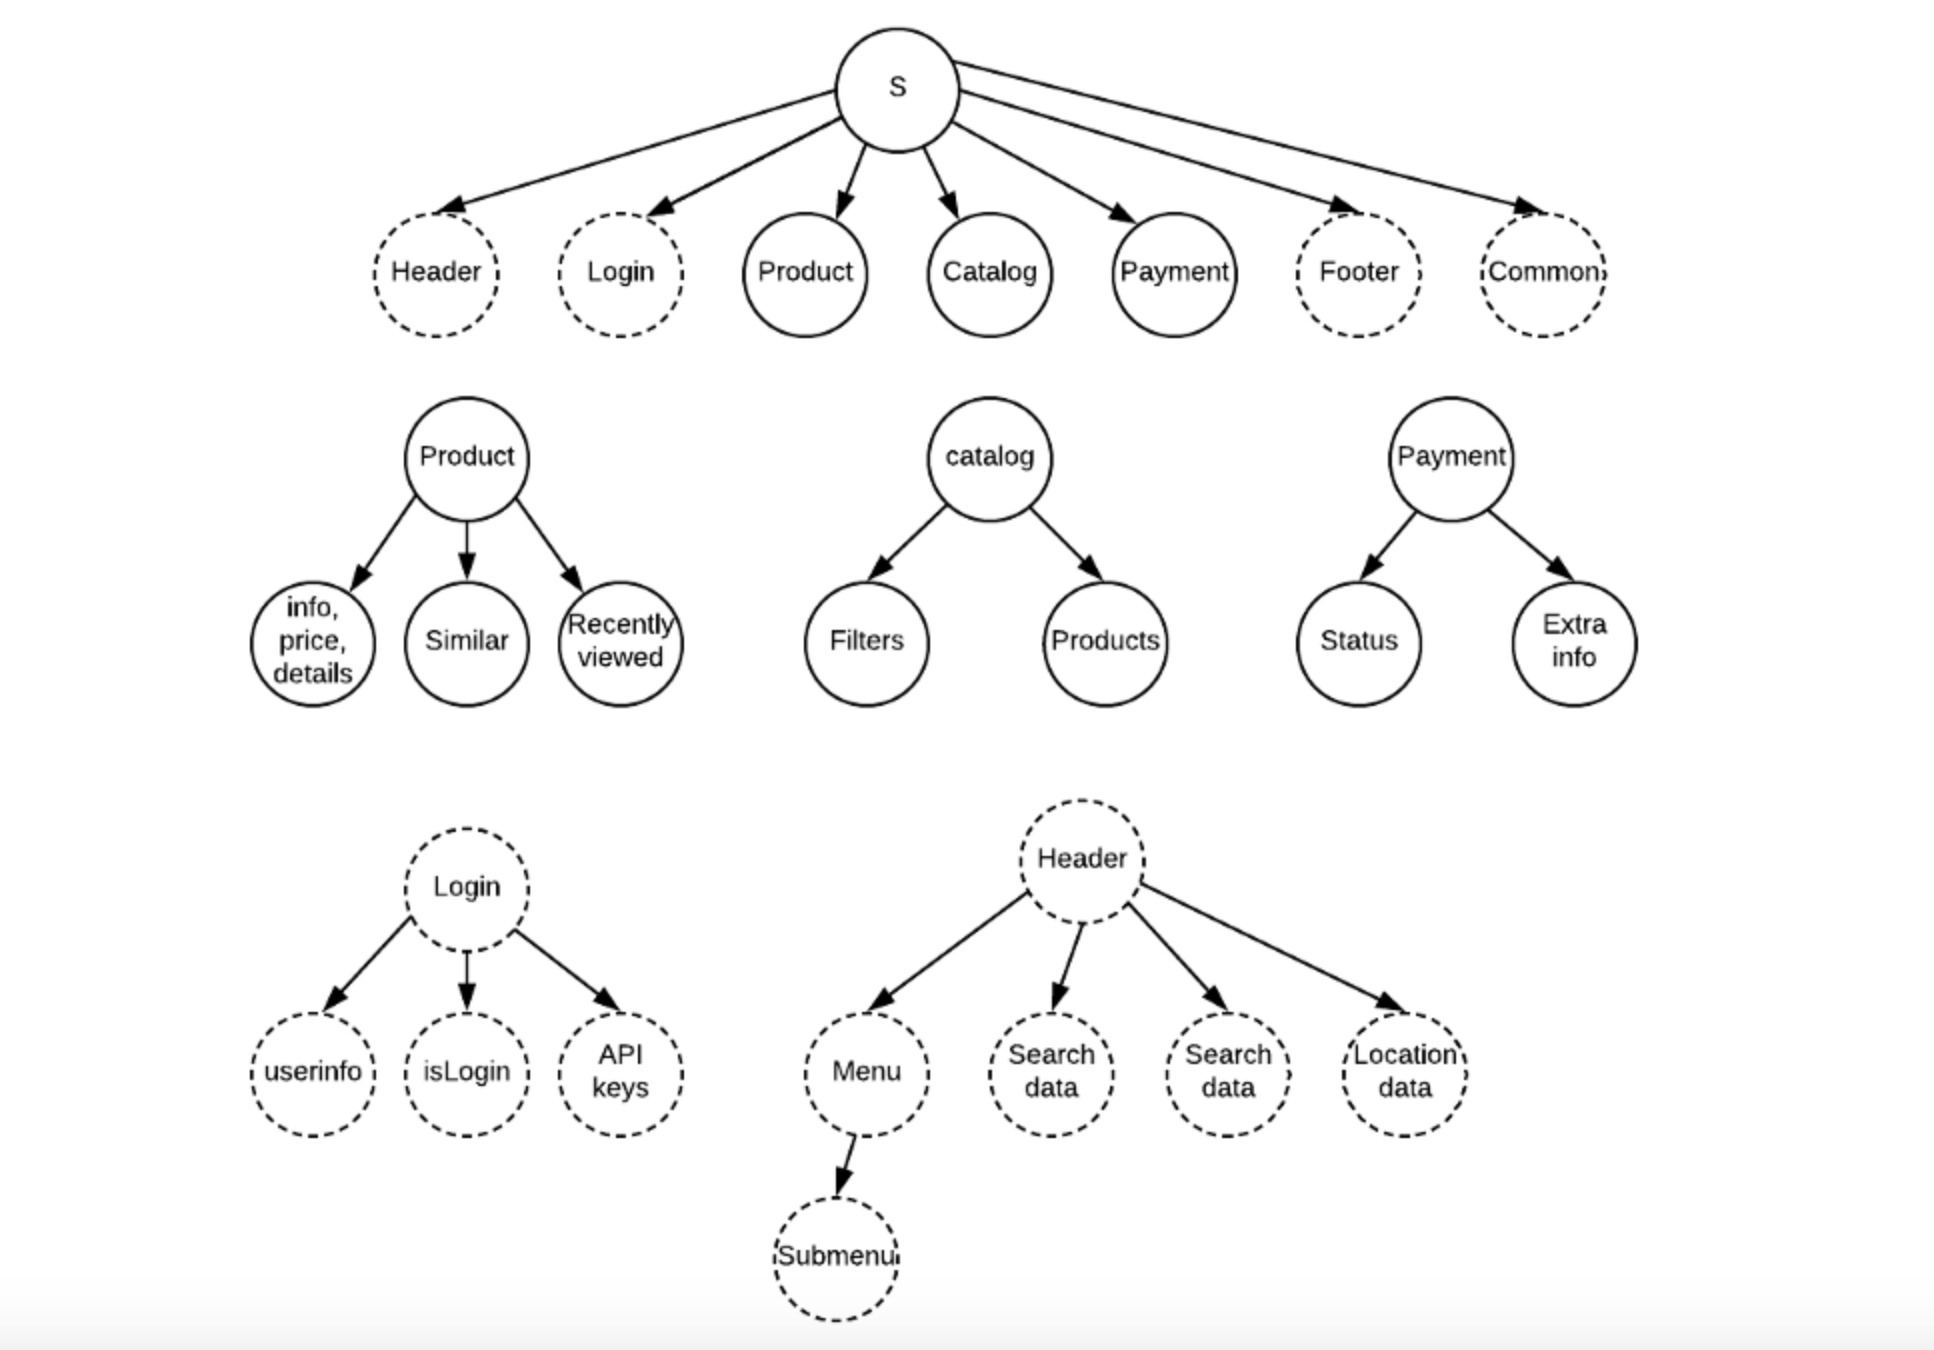 S
Header
Login
Product
Catalog
Payment
Footer
Common
Product
catalog
Payment
info,
price,
details
Similar
Recently
viewed
Filters
Products
Status
Extra
info
Login
Header
userinfo
isLogin
API
keys
Menu
Search
data
Search
data
Location
data
Submenu